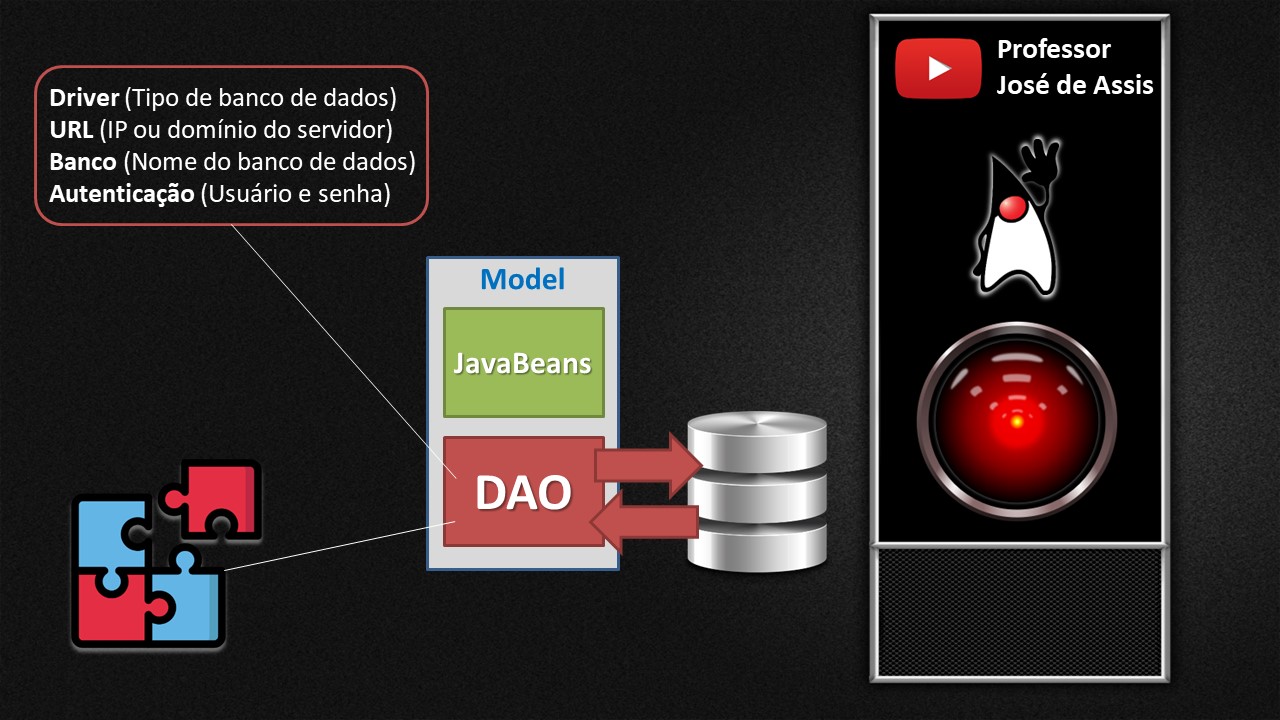 Driver (Tipo de banco de dados)
URL (IP ou domínio do servidor)
Banco (Nome do banco de dados)
Autenticação (Usuário e senha)
Model
JavaBeans
DAO
Professor
José de Assis